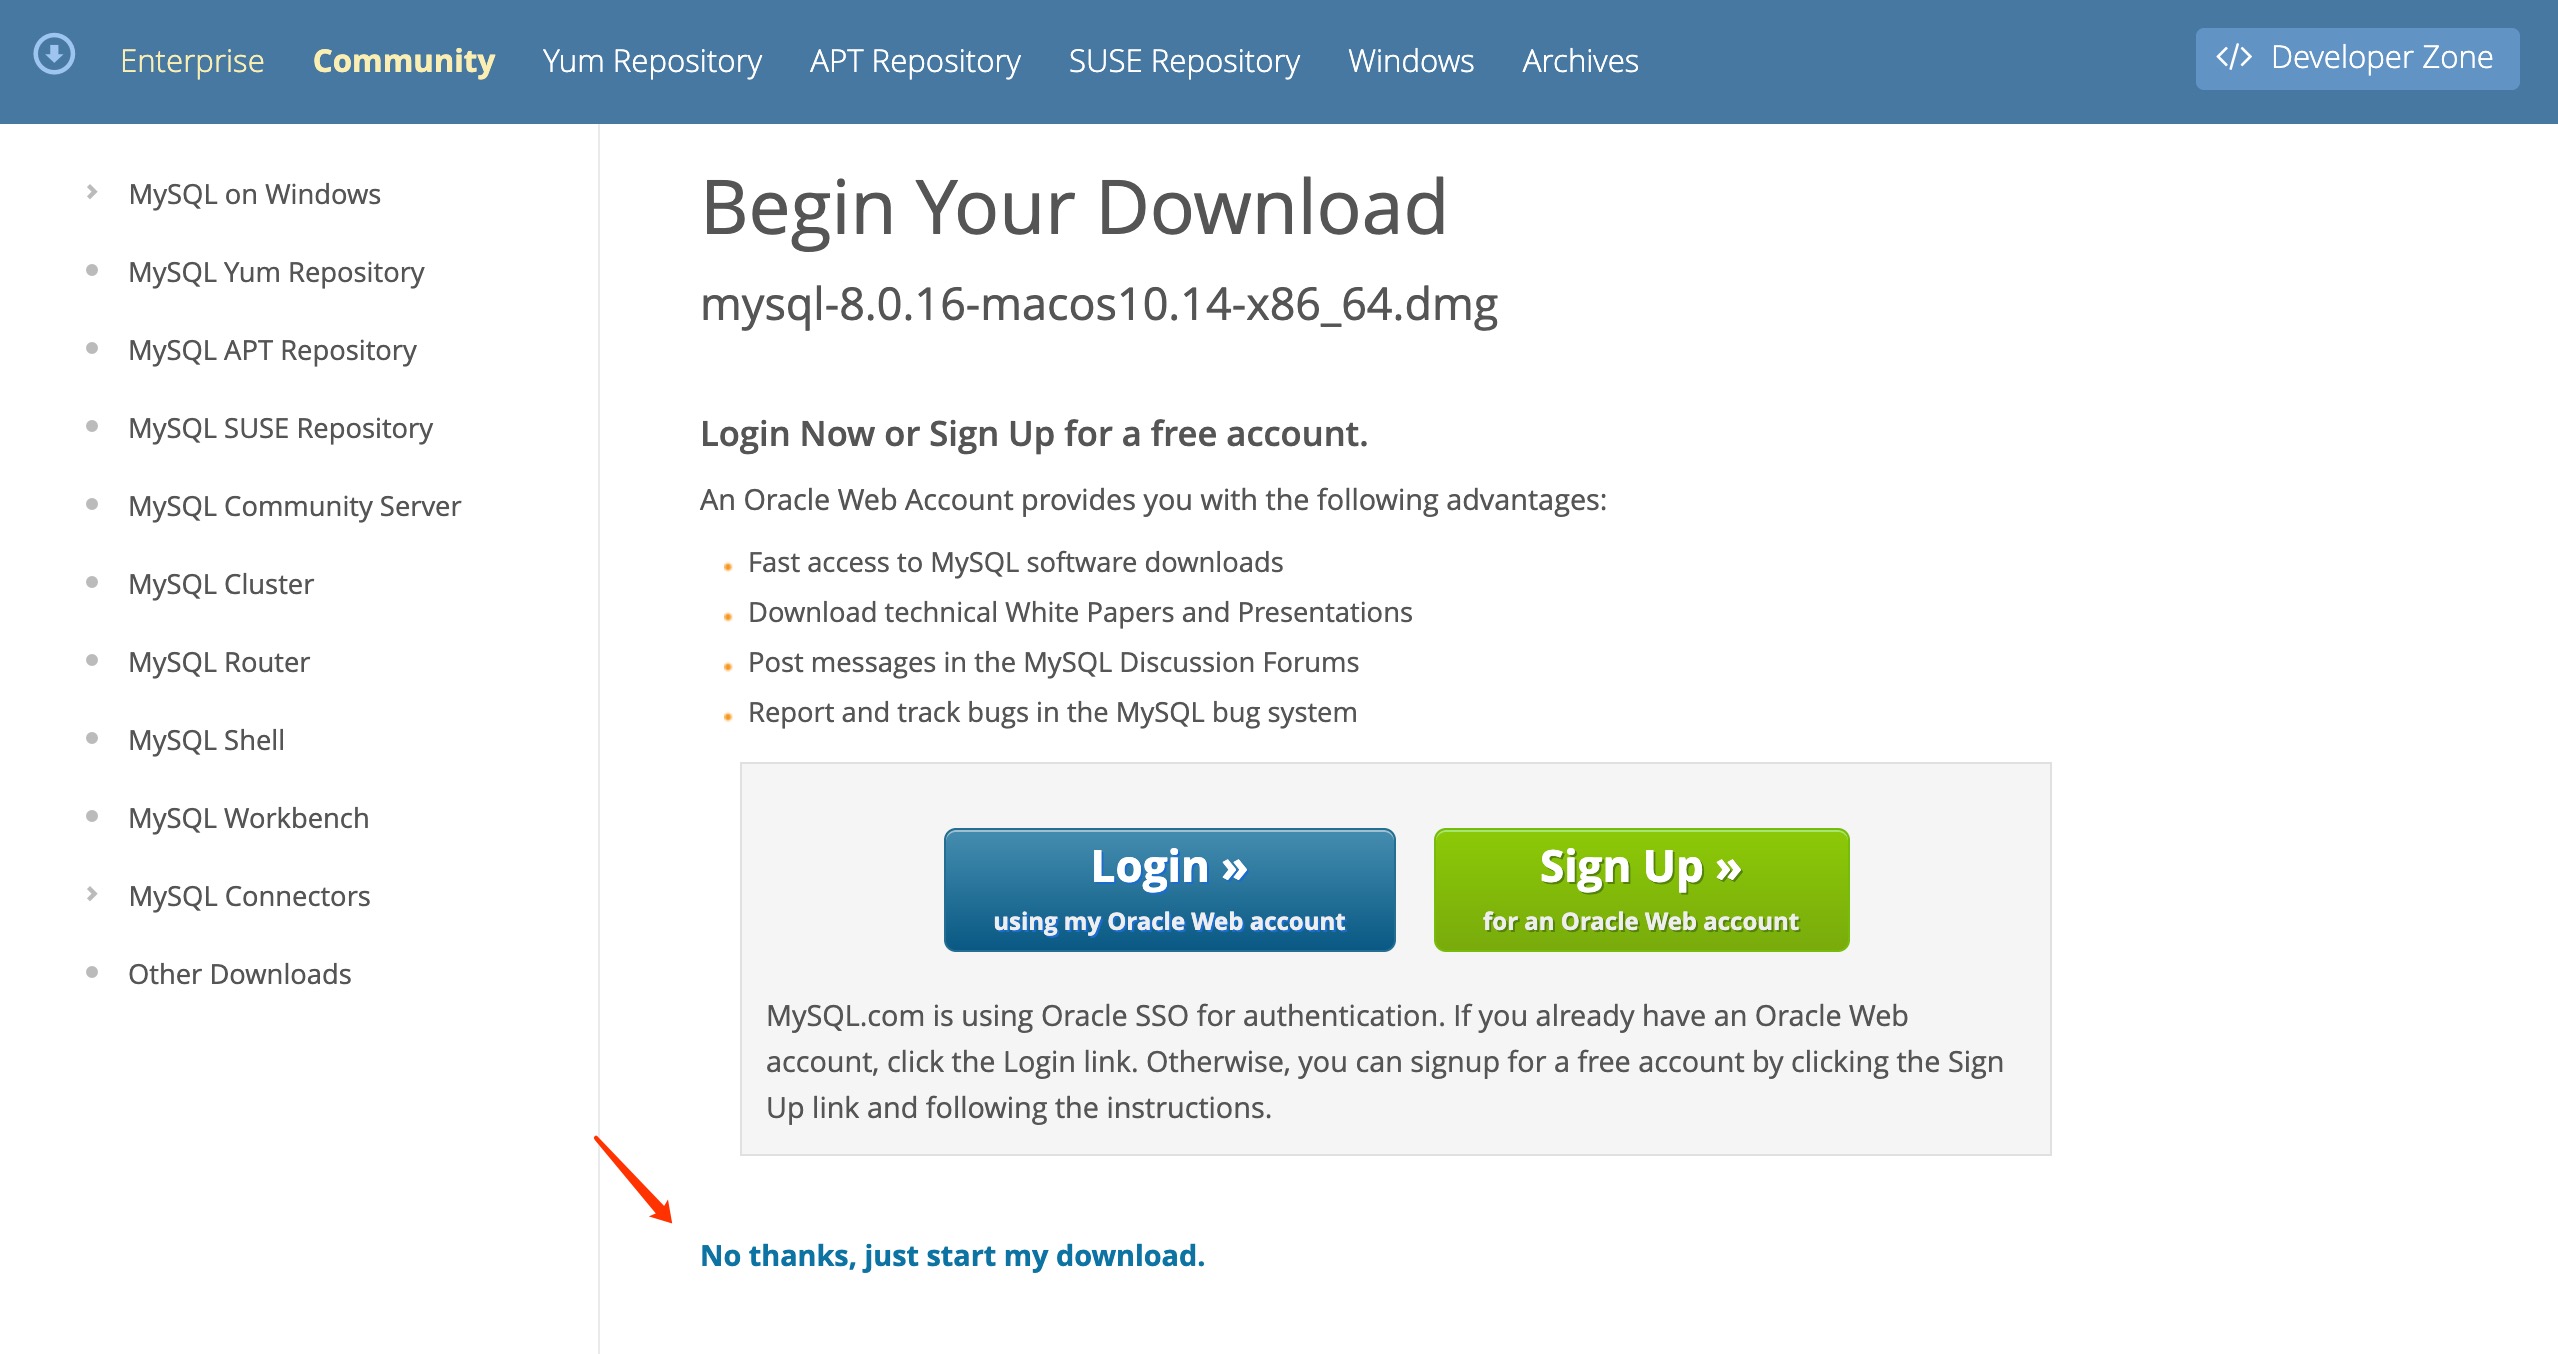 Enterprise Community Yum Repository APT Repository SUSE Repository Windows Archives </> Developer Zone
MySQL on Windows
MySQL Yum Repository
MySQL APT Repository
MySQL SUSE Repository
MySQL Community Server
MySQL Cluster
MySQL Router
MySQL Shell
MySQL Workbench
MySQL Connectors
Other Downloads
Begin Your Download
mysql-8.0.16-macos10.14-x86_64.dmg
Login Now or Sign Up for a free account.
An Oracle Web Account provides you with the following advantages:
Fast access to MySQL software downloads
Download technical White Papers and Presentations
Post messages in the MySQL Discussion Forums
Report and track bugs in the MySQL bug system
Login »
using my Oracle Web account
Sign Up »
for an Oracle Web account
MySQL.com is using Oracle SSO for authentication. If you already have an Oracle Web
account, click the Login link. Otherwise, you can signup for a free account by clicking the Sign
Up link and following the instructions.
No thanks, just start my download.